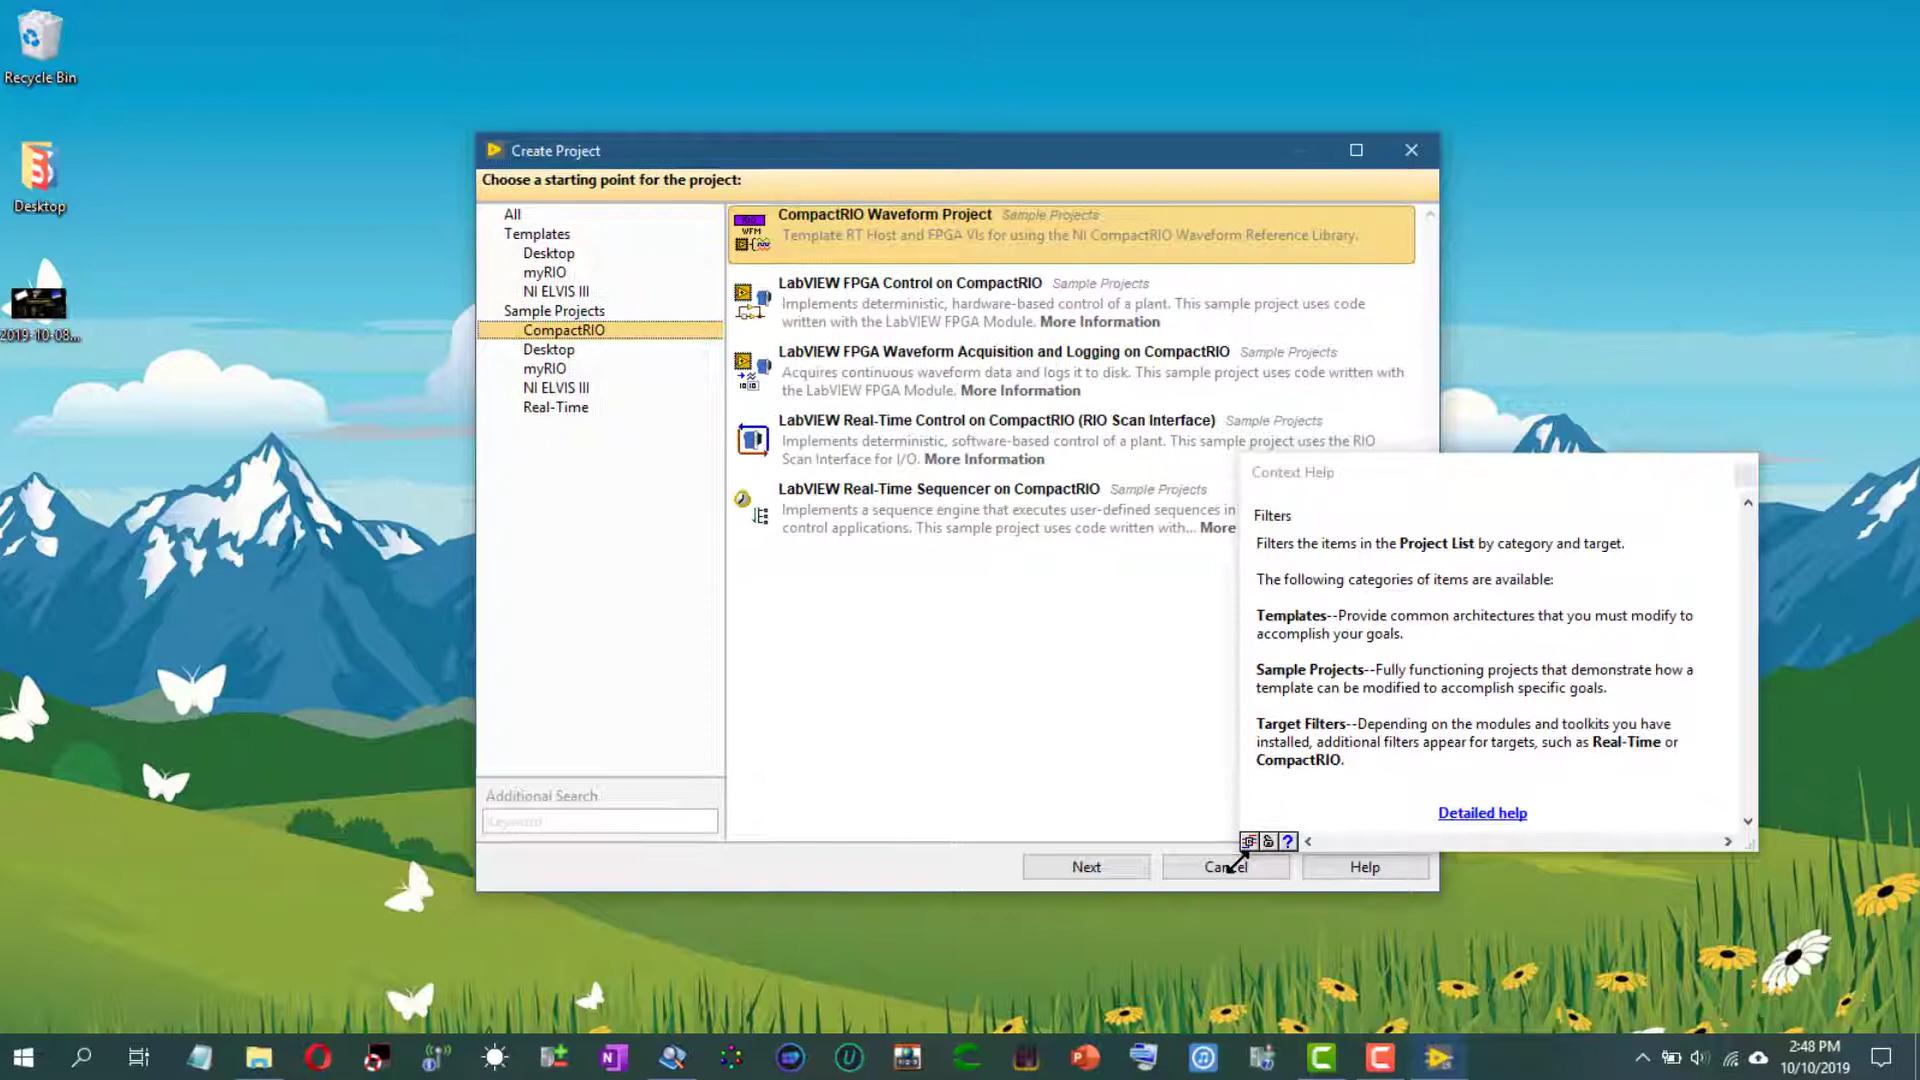 Recycle Bin
Desktop
2019-10-08...
Create Project
Choose a starting point for the project:
All
Templates
Desktop
myRIO
NI ELVIS III
Sample Projects
CompactRIO
Desktop
myRIO
NI ELVIS III
Real-Time
Additional Search
Keyword
CompactRIO Waveform Project Sample Projects
Template RT Host and FPGA VIs for using the NI CompactRIO Waveform Reference Library.
LabVIEW FPGA Control on CompactRIO Sample Projects
Implements deterministic, hardware-based control of a plant. This sample project uses code
written with the LabVIEW FPGA Module. More Information
LabVIEW FPGA Waveform Acquisition and Logging on CompactRIO Sample Projects
Acquires continuous waveform data and logs it to disk. This sample project uses code written with
the LabVIEW FPGA Module. More Information
LabVIEW Real-Time Control on CompactRIO (RIO Scan Interface) Sample Projects
Implements deterministic, software-based control of a plant. This sample project uses the RIO
Scan Interface for I/O. More Information
LabVIEW Real-Time Sequencer on CompactRIO Sample Projects
Implements a sequence engine that executes user-defined sequences in
control applications. This sample project uses code written with... More
Context Help
Filters
Filters the items in the Project List by category and target.
The following categories of items are available:
Templates--Provide common architectures that you must modify to
accomplish your goals.
Sample Projects--Fully functioning projects that demonstrate how a
template can be modified to accomplish specific goals.
Target Filters--Depending on the modules and toolkits you have
installed, additional filters appear for targets, such as Real-Time or
CompactRIO.
Detailed help
Next
Cancel
Help
2:48 PM
10/10/2019